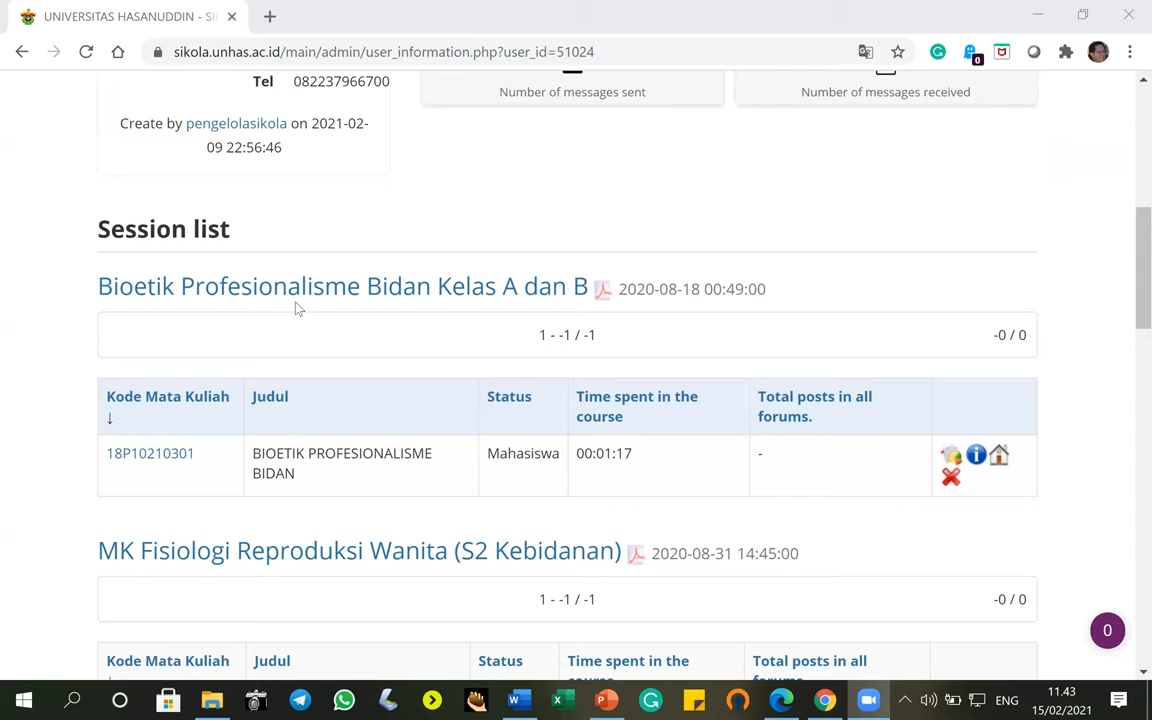 UNIVERSITAS HASANUDDIN - SI
sikola.unhas.ac.id/main/admin/user_information.php?user_id=51024
0
Tel 082237966700
Number of messages sent
Number of messages received
Create by pengelolasikola on 2021-02-
09 22:56:46
Session list
Bioetik Profesionalisme Bidan Kelas A dan B 2020-08-18 00:49:00
1 - -1 / -1 -0 / 0
Kode Mata Kuliah ↓ Judul Status Time spent in the course Total posts in all forums.
18P10210301 BIOETIK PROFESIONALISME BIDAN Mahasiswa 00:01:17 -
MK Fisiologi Reproduksi Wanita (S2 Kebidanan) 2020-08-31 14:45:00
1 - -1 / -1 -0 / 0
0
Kode Mata Kuliah Judul Status Time spent in the Total posts in all
ENG
11.43
15/02/2021